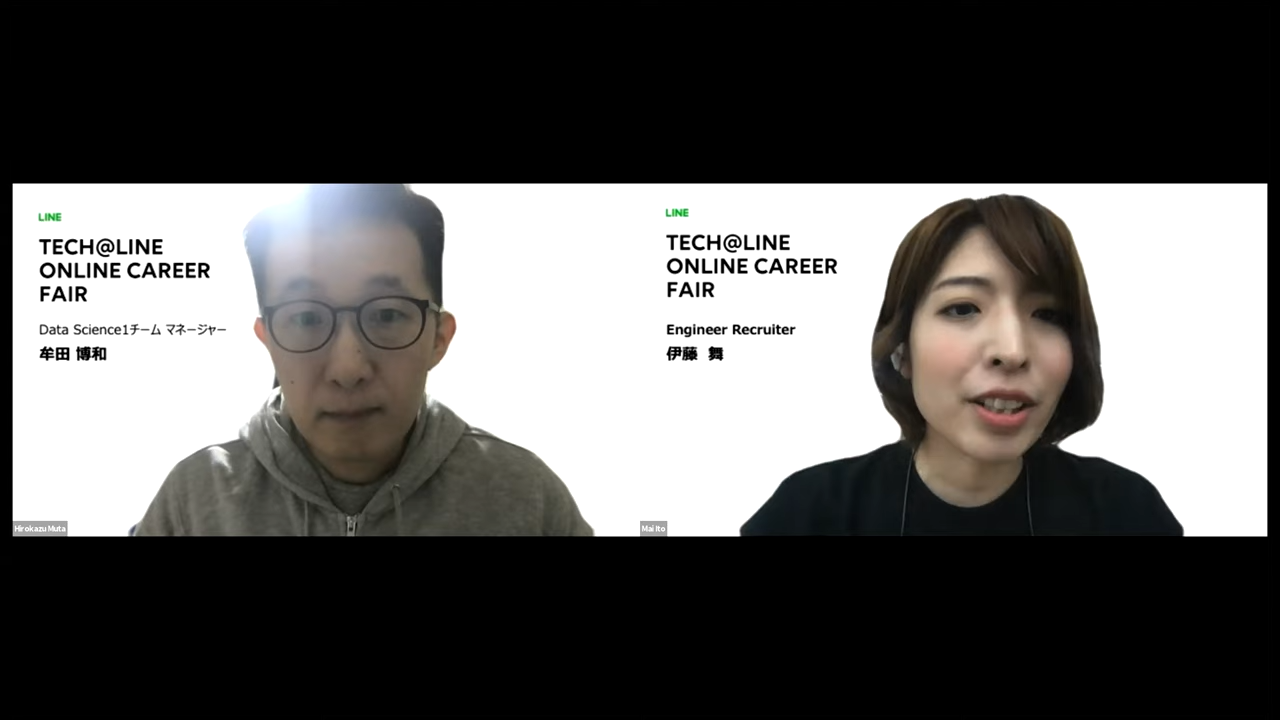 LINE
TECH@LINE
ONLINE CAREER
FAIR
Data Science1チーム マネージャー
牟田 博和
Hirokazu Muta
LINE
TECH@LINE
ONLINE CAREER
FAIR
Engineer Recruiter
伊藤 舞
Mai Ito